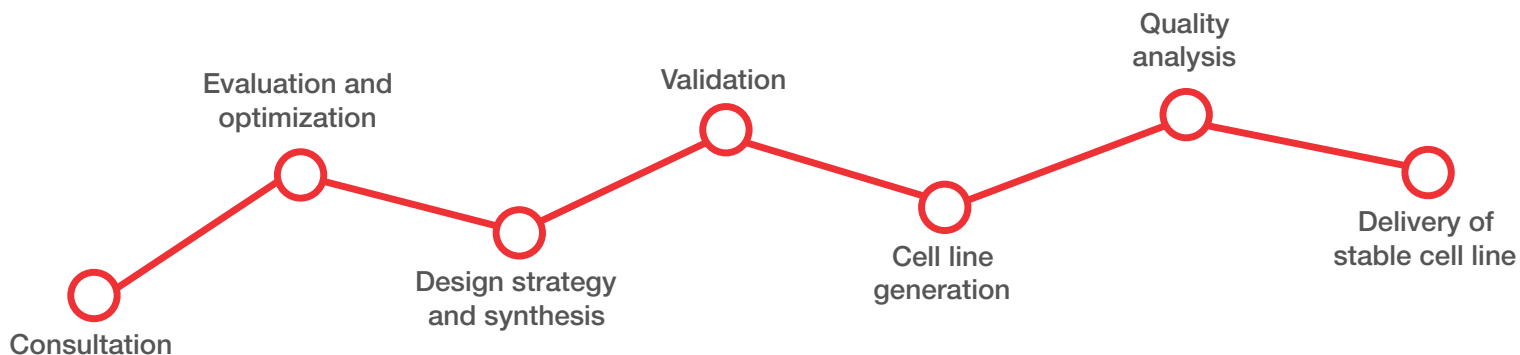 Consultation
Evaluation and
optimization
Design strategy
and synthesis
Validation
Cell line
generation
Quality
analysis
Delivery of
stable cell line